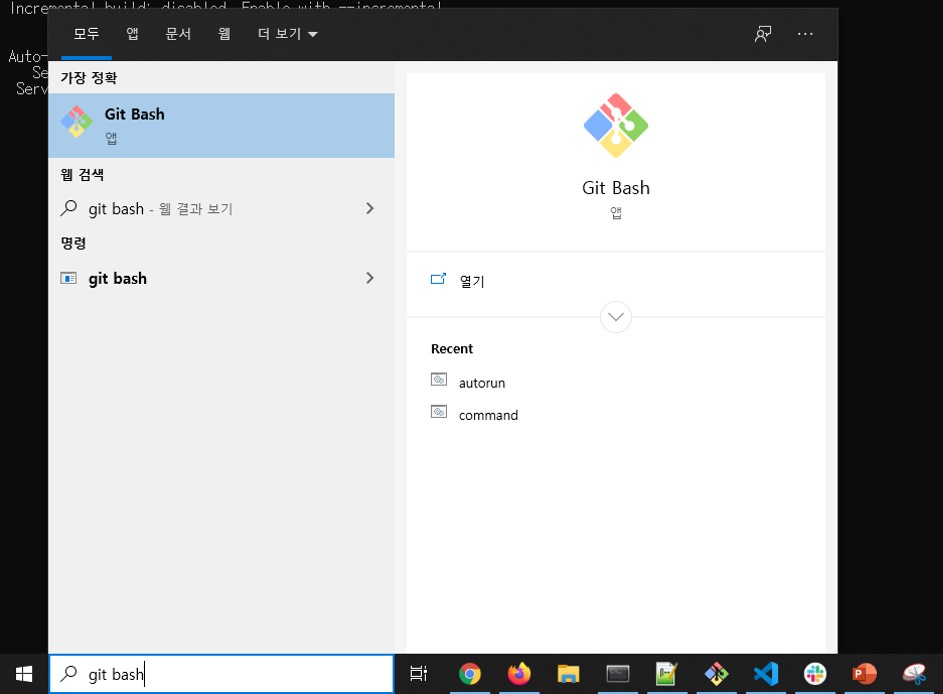 Incremental build: disabled. Enable with --incremental
모두 앱 문서 웹 더 보기
Auto-
Se
Serv
가장 정확
Git Bash
앱
웹 검색
git bash - 웹 결과 보기
명령
git bash
Git Bash
앱
열기
Recent
autorun
command
git bash